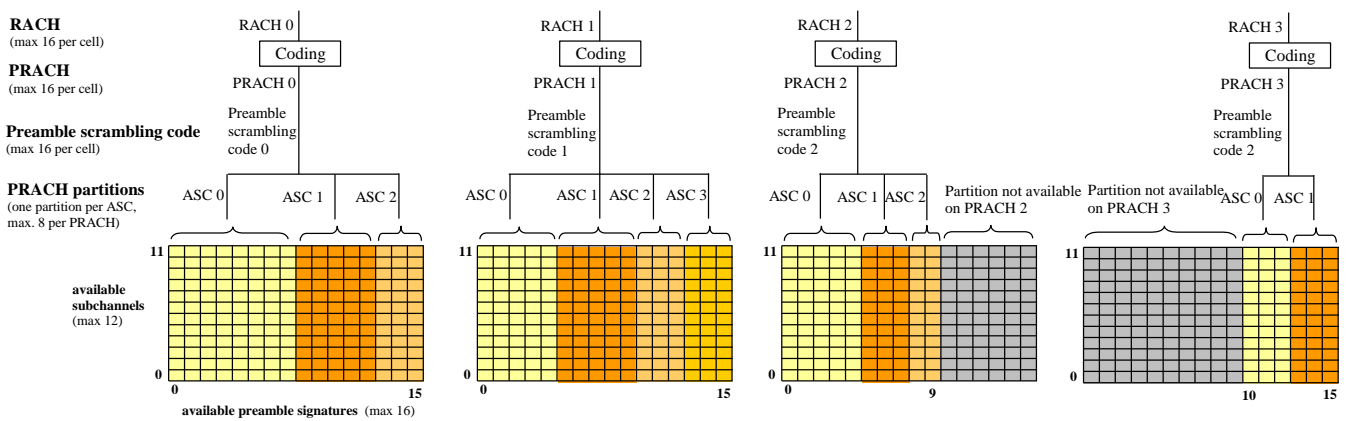 RACH
(max 16 per cell)
PRACH
(max 16 per cell)
Preamble scrambling code
(max 16 per cell)
PRACH partitions
(one partition per ASC,
max. 8 per PRACH)
available
subchannels
(max 12)
RACH 0
Coding
PRACH 0
Preamble
scrambling
code 0
ASC 0
ASC 1
ASC 2
11
0
0
15
available preamble signatures (max 16)
RACH 1
Coding
PRACH 1
Preamble
scrambling
code 1
ASC 0
ASC 1
ASC 2
ASC 3
11
0
0
15
RACH 2
Coding
PRACH 2
Preamble
scrambling
code 2
ASC 0
ASC 1
ASC 2
Partition not available
on PRACH 2
11
0
0
9
RACH 3
Coding
PRACH 3
Preamble
scrambling
code 2
Partition not available
on PRACH 3
ASC 0
ASC 1
11
0
10
15